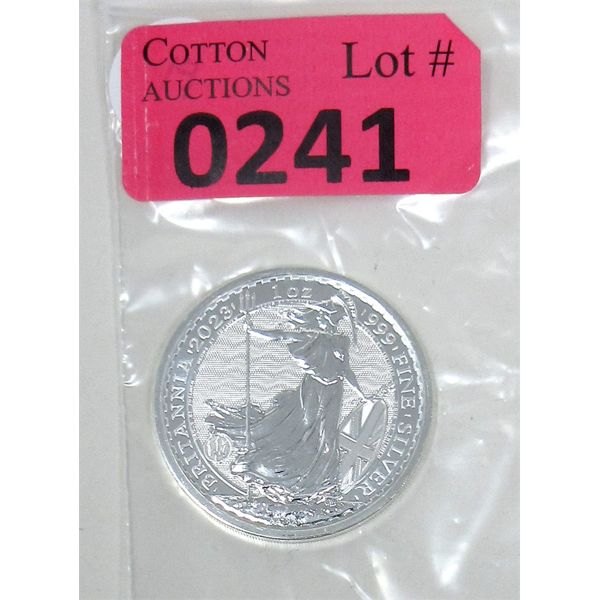 COTTON
AUCTIONS
Lot #
0241
BRITANNIA · 2023 · 1 oz · 999 · FINE · SILVER ·